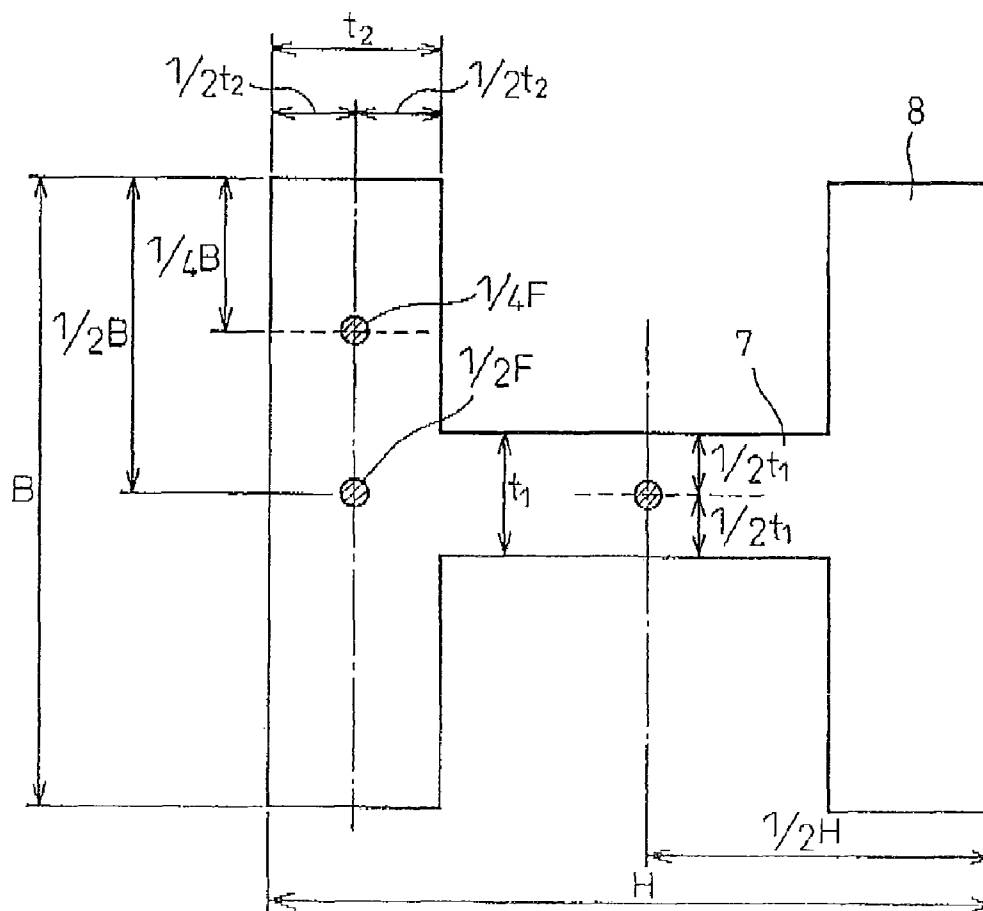 t₂
1/2t₂ 1/2t₂
8
1/4B
1/4F
1/2B
7
1/2F
B
t₁
1/2t₁
1/2t₁
1/2H
H